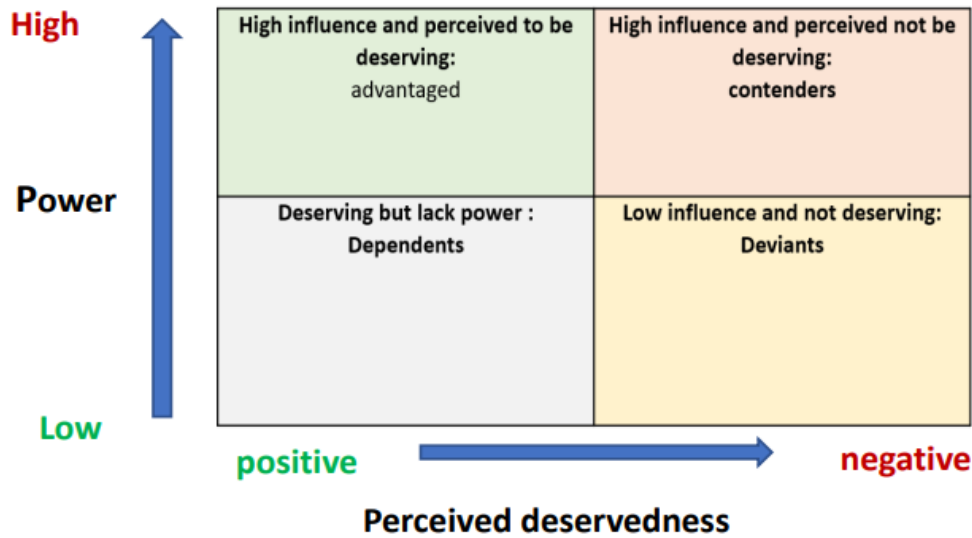 High
Power
Low
High influence and perceived to be
deserving:
advantaged
High influence and perceived not be
deserving:
contenders
Deserving but lack power :
Dependents
Low influence and not deserving:
Deviants
positive
negative
Perceived deservedness